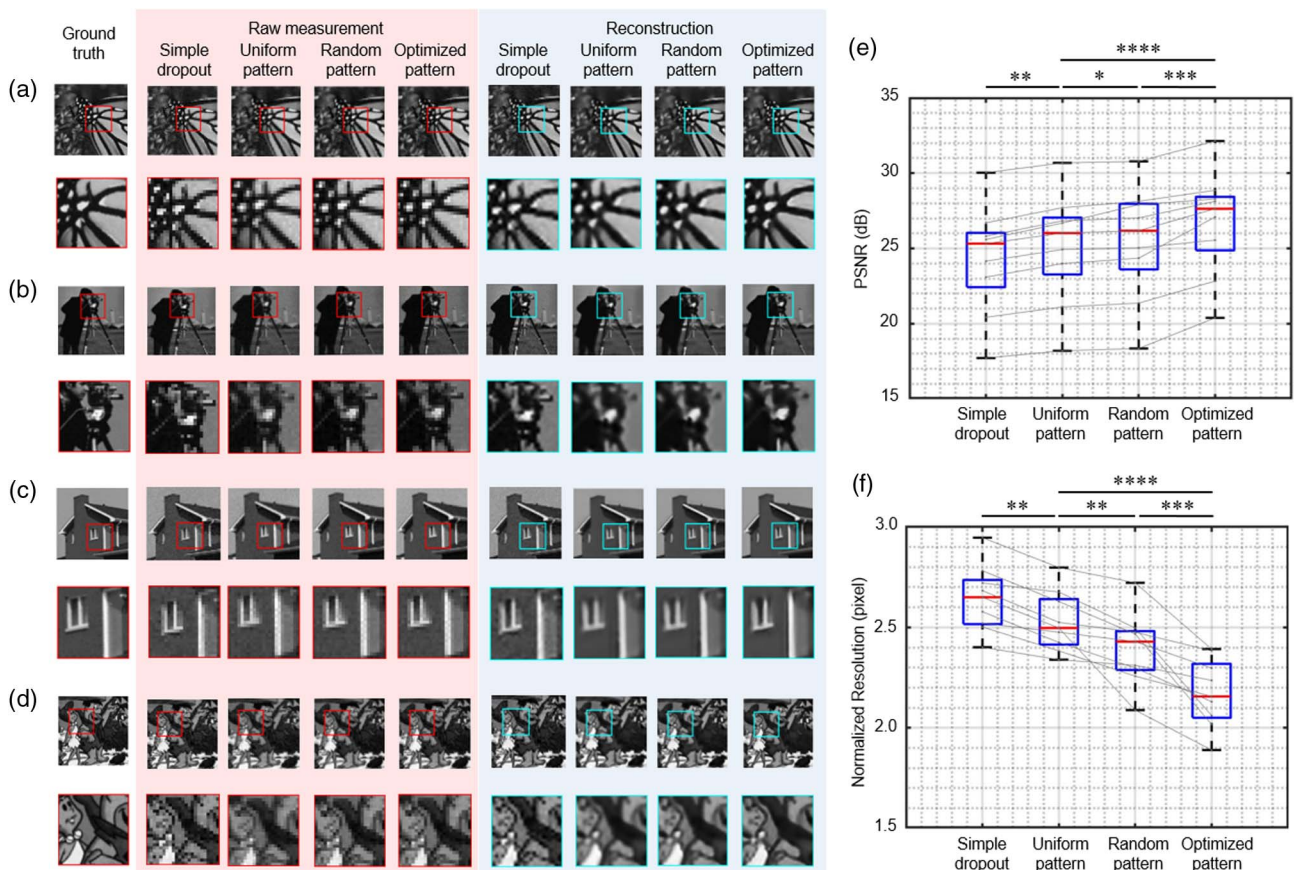 Ground
truth
Raw measurement
Simple
dropout
Uniform
pattern
Random
pattern
Optimized
pattern
Reconstruction
Simple
dropout
Uniform
pattern
Random
pattern
Optimized
pattern
(a)
(b)
(c)
(d)
(e)
****
** * ***
35
30
25
20
15
PSNR (dB)
Simple
dropout
Uniform
pattern
Random
pattern
Optimized
pattern
(f)
****
** ** ***
3.0
2.5
2.0
1.5
Normalized Resolution (pixel)
Simple
dropout
Uniform
pattern
Random
pattern
Optimized
pattern